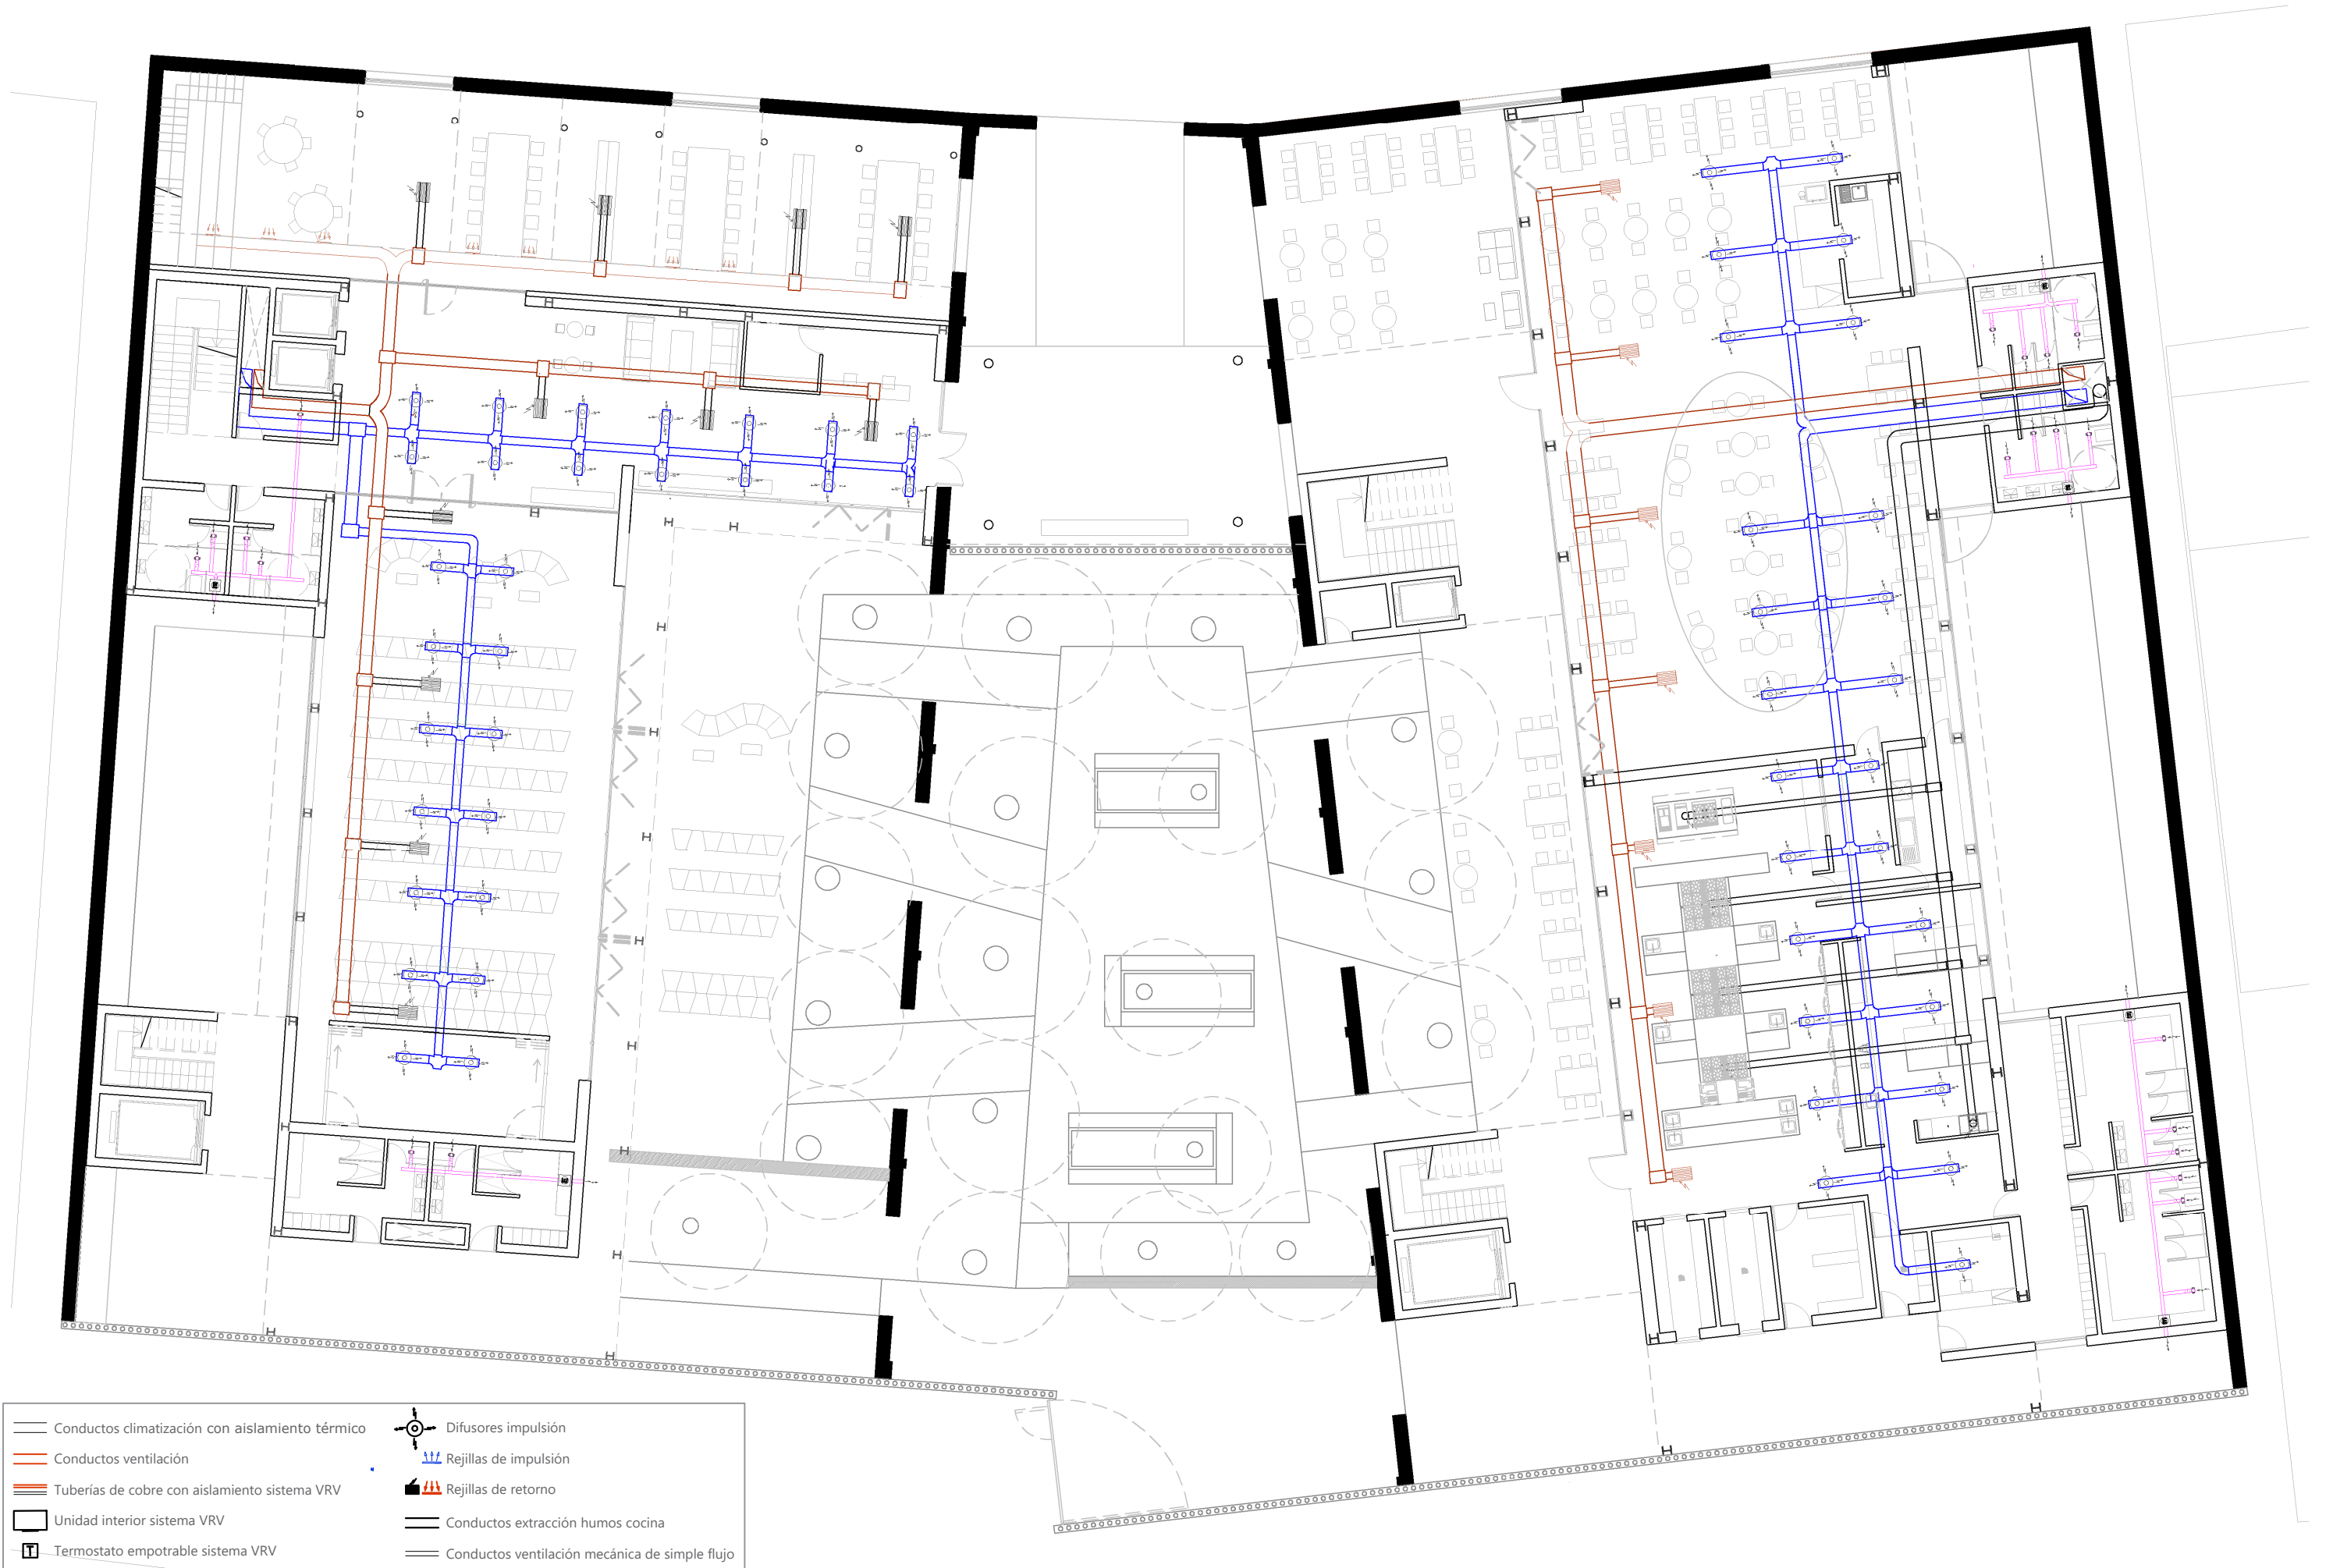 Conductos climatización con aislamiento térmico
Conductos ventilación
Tuberías de cobre con aislamiento sistema VRV
Unidad interior sistema VRV
T Termostato empotrable sistema VRV
Difusores impulsión
Rejillas de impulsión
Rejillas de retorno
Conductos extracción humos cocina
Conductos ventilación mecánica de simple flujo